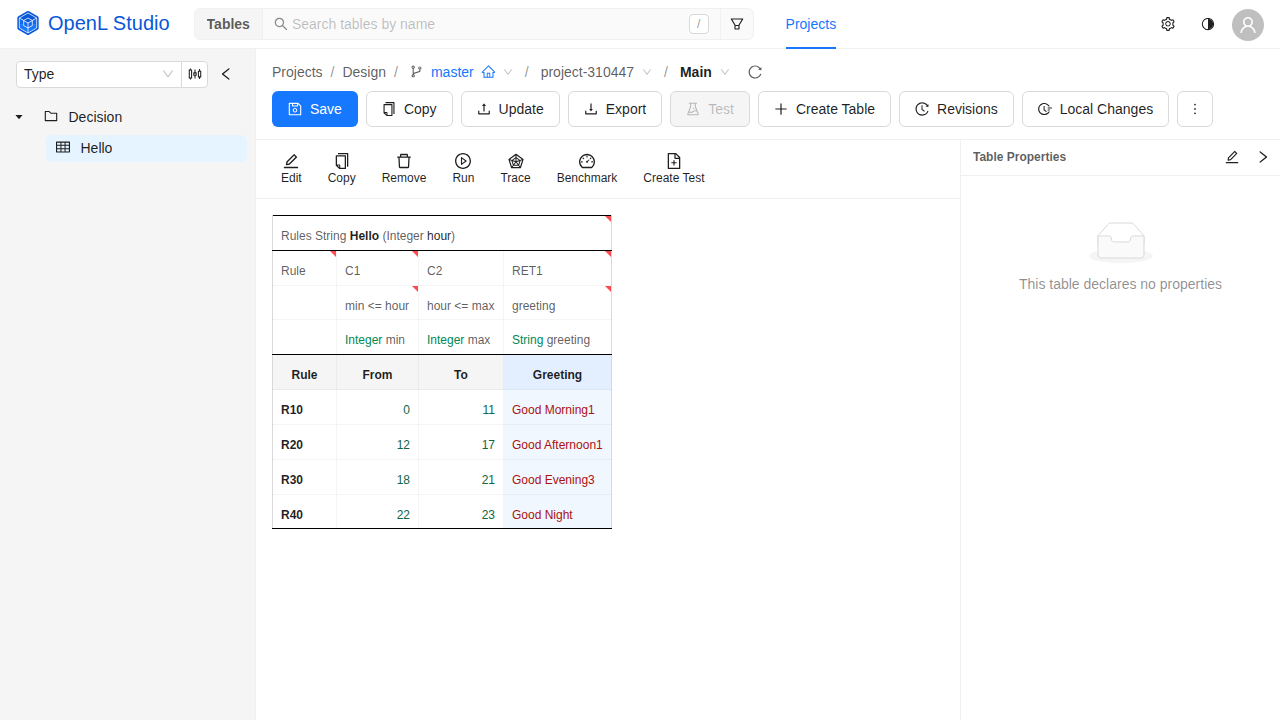 OpenL Studio
Tables
Search tables by name
/
Projects
Type
Decision
Hello
Projects / Design / master / project-310447 / Main
Save
Copy
Update
Export
Test
Create Table
Revisions
Local Changes
Edit
Copy
Remove
Run
Trace
Benchmark
Create Test
Table Properties
This table declares no properties
Rules String Hello (Integer hour)
Rule C1 C2 RET1
min <= hour hour <= max greeting
Integer min Integer max String greeting
Rule From To Greeting
R10 0 11 Good Morning1
R20 12 17 Good Afternoon1
R30 18 21 Good Evening3
R40 22 23 Good Night